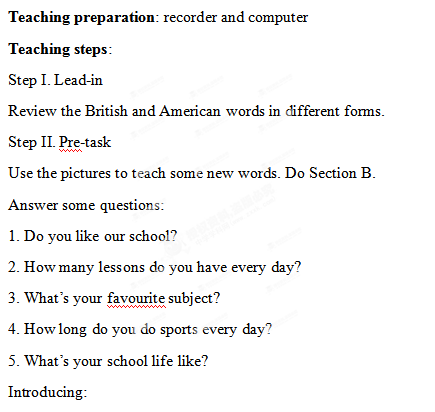 Teaching preparation: recorder and computer
Teaching steps:
Step I. Lead-in
Review the British and American words in different forms.
Step II. Pre-task
Use the pictures to teach some new words. Do Section B.
Answer some questions:
1. Do you like our school?
2. How many lessons do you have every day?
3. What’s your favourite subject?
4. How long do you do sports every day?
5. What’s your school life like?
Introducing: